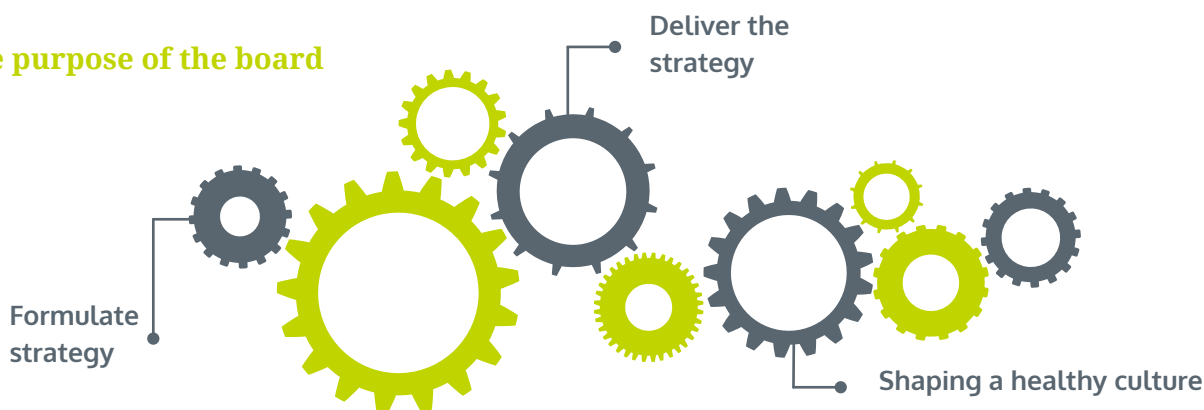 purpose of the board
Deliver the
strategy
Formulate
strategy
Shaping a healthy culture